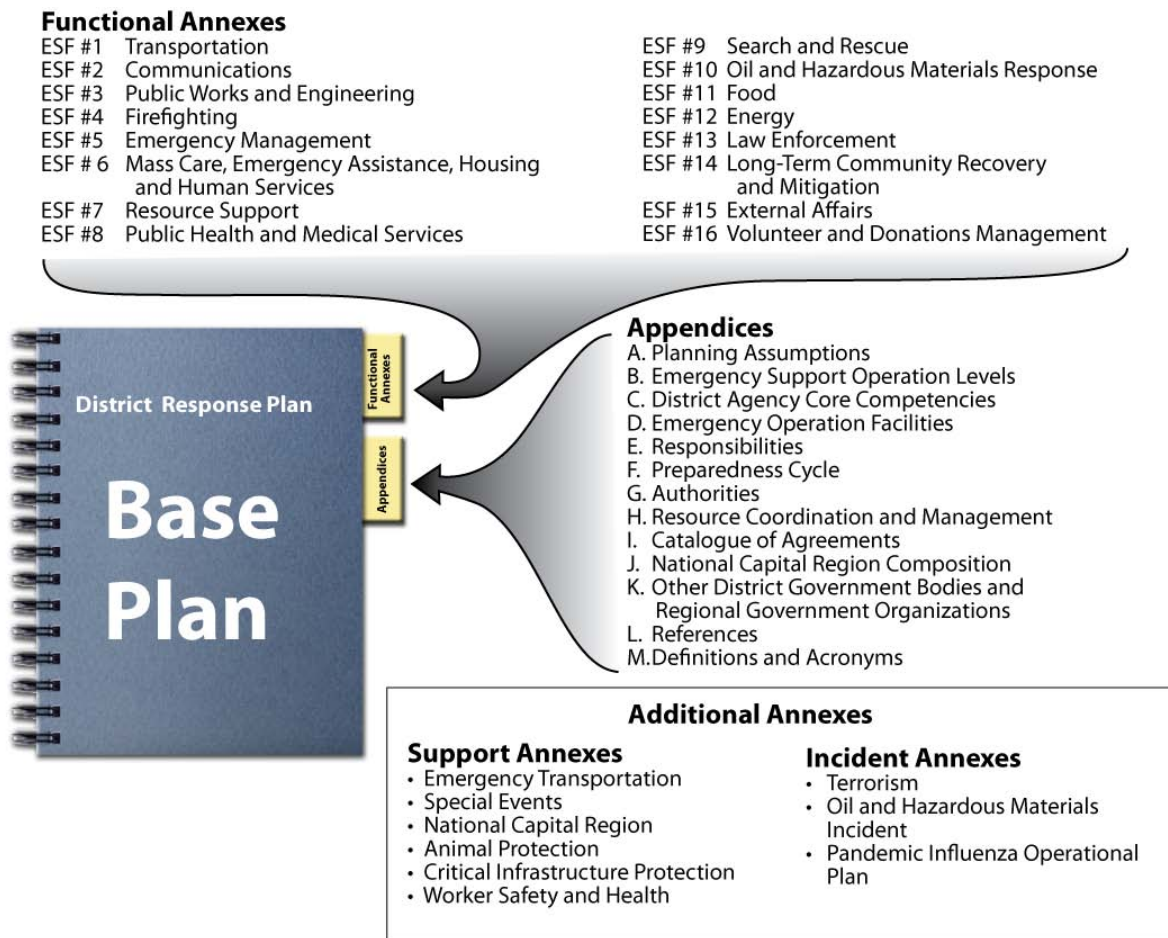 Functional Annexes
ESF #1 Transportation
ESF #2 Communications
ESF #3 Public Works and Engineering
ESF #4 Firefighting
ESF #5 Emergency Management
ESF # 6 Mass Care, Emergency Assistance, Housing
and Human Services
ESF #7 Resource Support
ESF #8 Public Health and Medical Services
ESF #9 Search and Rescue
ESF #10 Oil and Hazardous Materials Response
ESF #11 Food
ESF #12 Energy
ESF #13 Law Enforcement
ESF #14 Long-Term Community Recovery
and Mitigation
ESF #15 External Affairs
ESF #16 Volunteer and Donations Management
District Response Plan
Base
Plan
Functional
Annexes
Appendices
Appendices
A. Planning Assumptions
B. Emergency Support Operation Levels
C. District Agency Core Competencies
D. Emergency Operation Facilities
E. Responsibilities
F. Preparedness Cycle
G. Authorities
H. Resource Coordination and Management
I. Catalogue of Agreements
J. National Capital Region Composition
K. Other District Government Bodies and
Regional Government Organizations
L. References
M.Definitions and Acronyms
Additional Annexes
Support Annexes
• Emergency Transportation
• Special Events
• National Capital Region
• Animal Protection
• Critical Infrastructure Protection
• Worker Safety and Health
Incident Annexes
• Terrorism
• Oil and Hazardous Materials
Incident
• Pandemic Influenza Operational
Plan